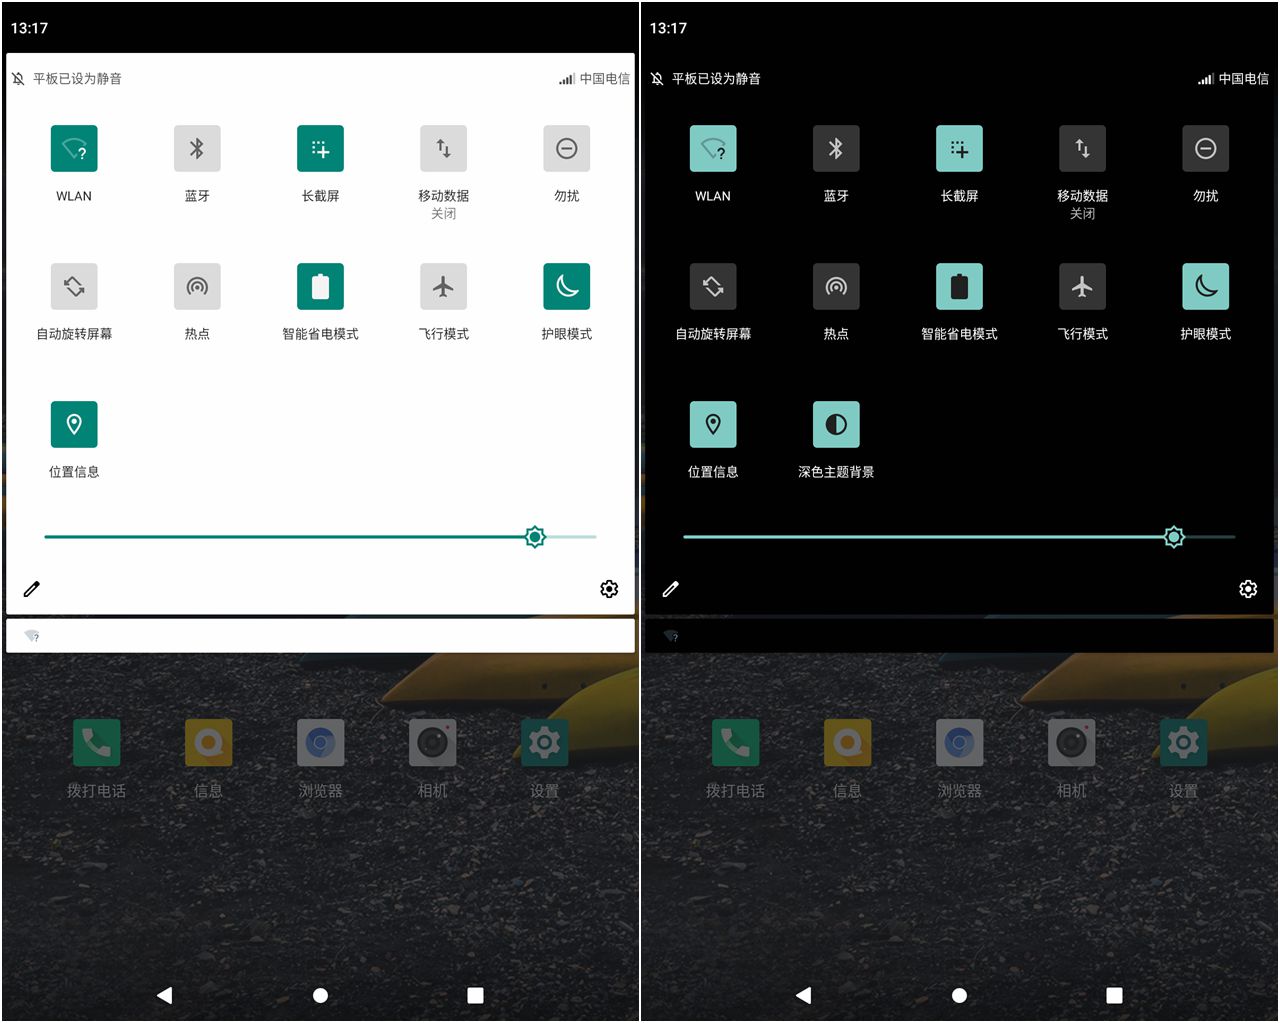 13:17
平板已设为静音
中国电信
WLAN
蓝牙
长截屏
移动数据
关闭
勿扰
自动旋转屏幕
热点
智能省电模式
飞行模式
护眼模式
位置信息
拨打电话
信息
浏览器
相机
设置
13:17
平板已设为静音
中国电信
WLAN
蓝牙
长截屏
移动数据
关闭
勿扰
自动旋转屏幕
热点
智能省电模式
飞行模式
护眼模式
位置信息
深色主题背景
拨打电话
信息
浏览器
相机
设置